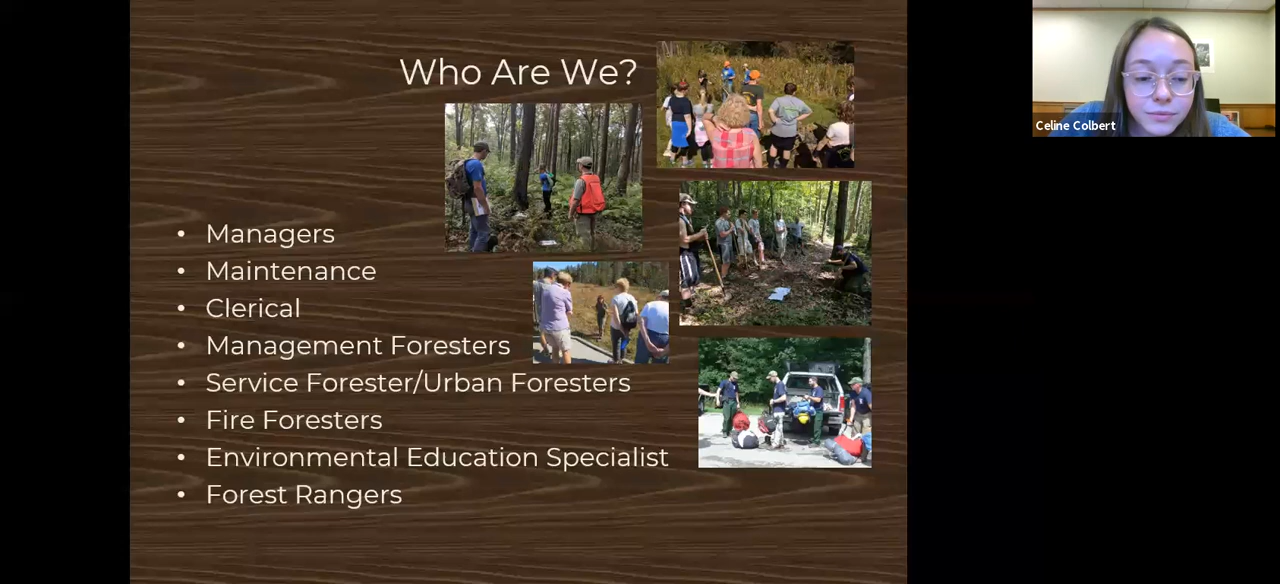 Who Are We?
Celine Colbert
• Managers
• Maintenance
• Clerical
• Management Foresters
• Service Forester/Urban Foresters
• Fire Foresters
• Environmental Education Specialist
• Forest Rangers